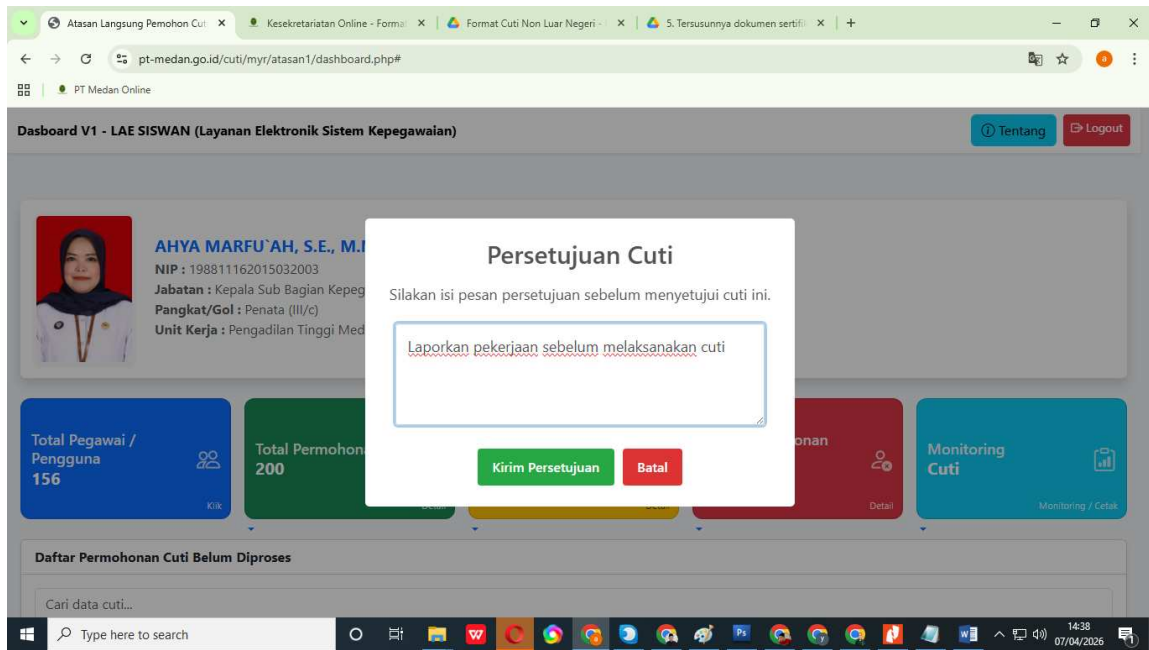 Atasan Langsung Pemohon Cut
Kesekretariatan Online - Forma
Format Cuti Non Luar Negeri -
5. Tersusunnya dokumen sertifi
pt-medan.go.id/cuti/myr/atasan1/dashboard.php#
a
PT Medan Online
Dasboard V1 - LAE SISWAN (Layanan Elektronik Sistem Kepegawaian)
Tentang
Logout
AHYA MARFU`AH, S.E., M.
NIP : 198811162015032003
Jabatan : Kepala Sub Bagian Kepeg
Pangkat/Gol : Penata (III/c)
Unit Kerja : Pengadilan Tinggi Med
Persetujuan Cuti
Silakan isi pesan persetujuan sebelum menyetujui cuti ini.
Laporkan pekerjaan sebelum melaksanakan cuti
Kirim Persetujuan
Batal
Total Pegawai /
Pengguna
156
Klik
Total Permohon
200
onan
Detail
Monitoring
Cuti
Monitoring / Cetak
Daftar Permohonan Cuti Belum Diproses
Cari data cuti...
Type here to search
14:38
07/04/2026